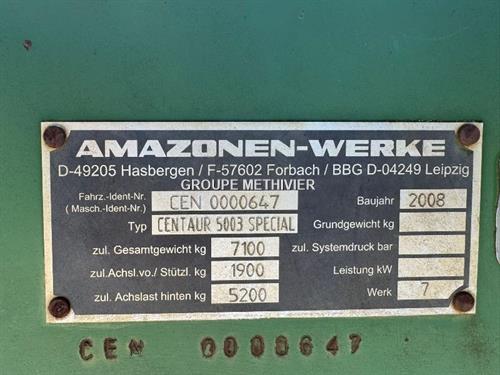 AMAZONEN-WERKE
D-49205 Hasbergen / F-57602 Forbach / BBG D-04249 Leipzig
GROUPE METHIVIER
Fahrz.-Ident-Nr.
( Masch.-Ident-Nr.) CEN 0000647
Baujahr 2008
Typ CENTAUR 5003 SPECIAL
Grundgewicht kg
zul. Gesamtgewicht kg 7100
zul. Systemdruck bar
zul.Achsl.vo./ Stützl. kg 1900
Leistung kW
zul. Achslast hinten kg 5200
Werk 7
CEN 0000647